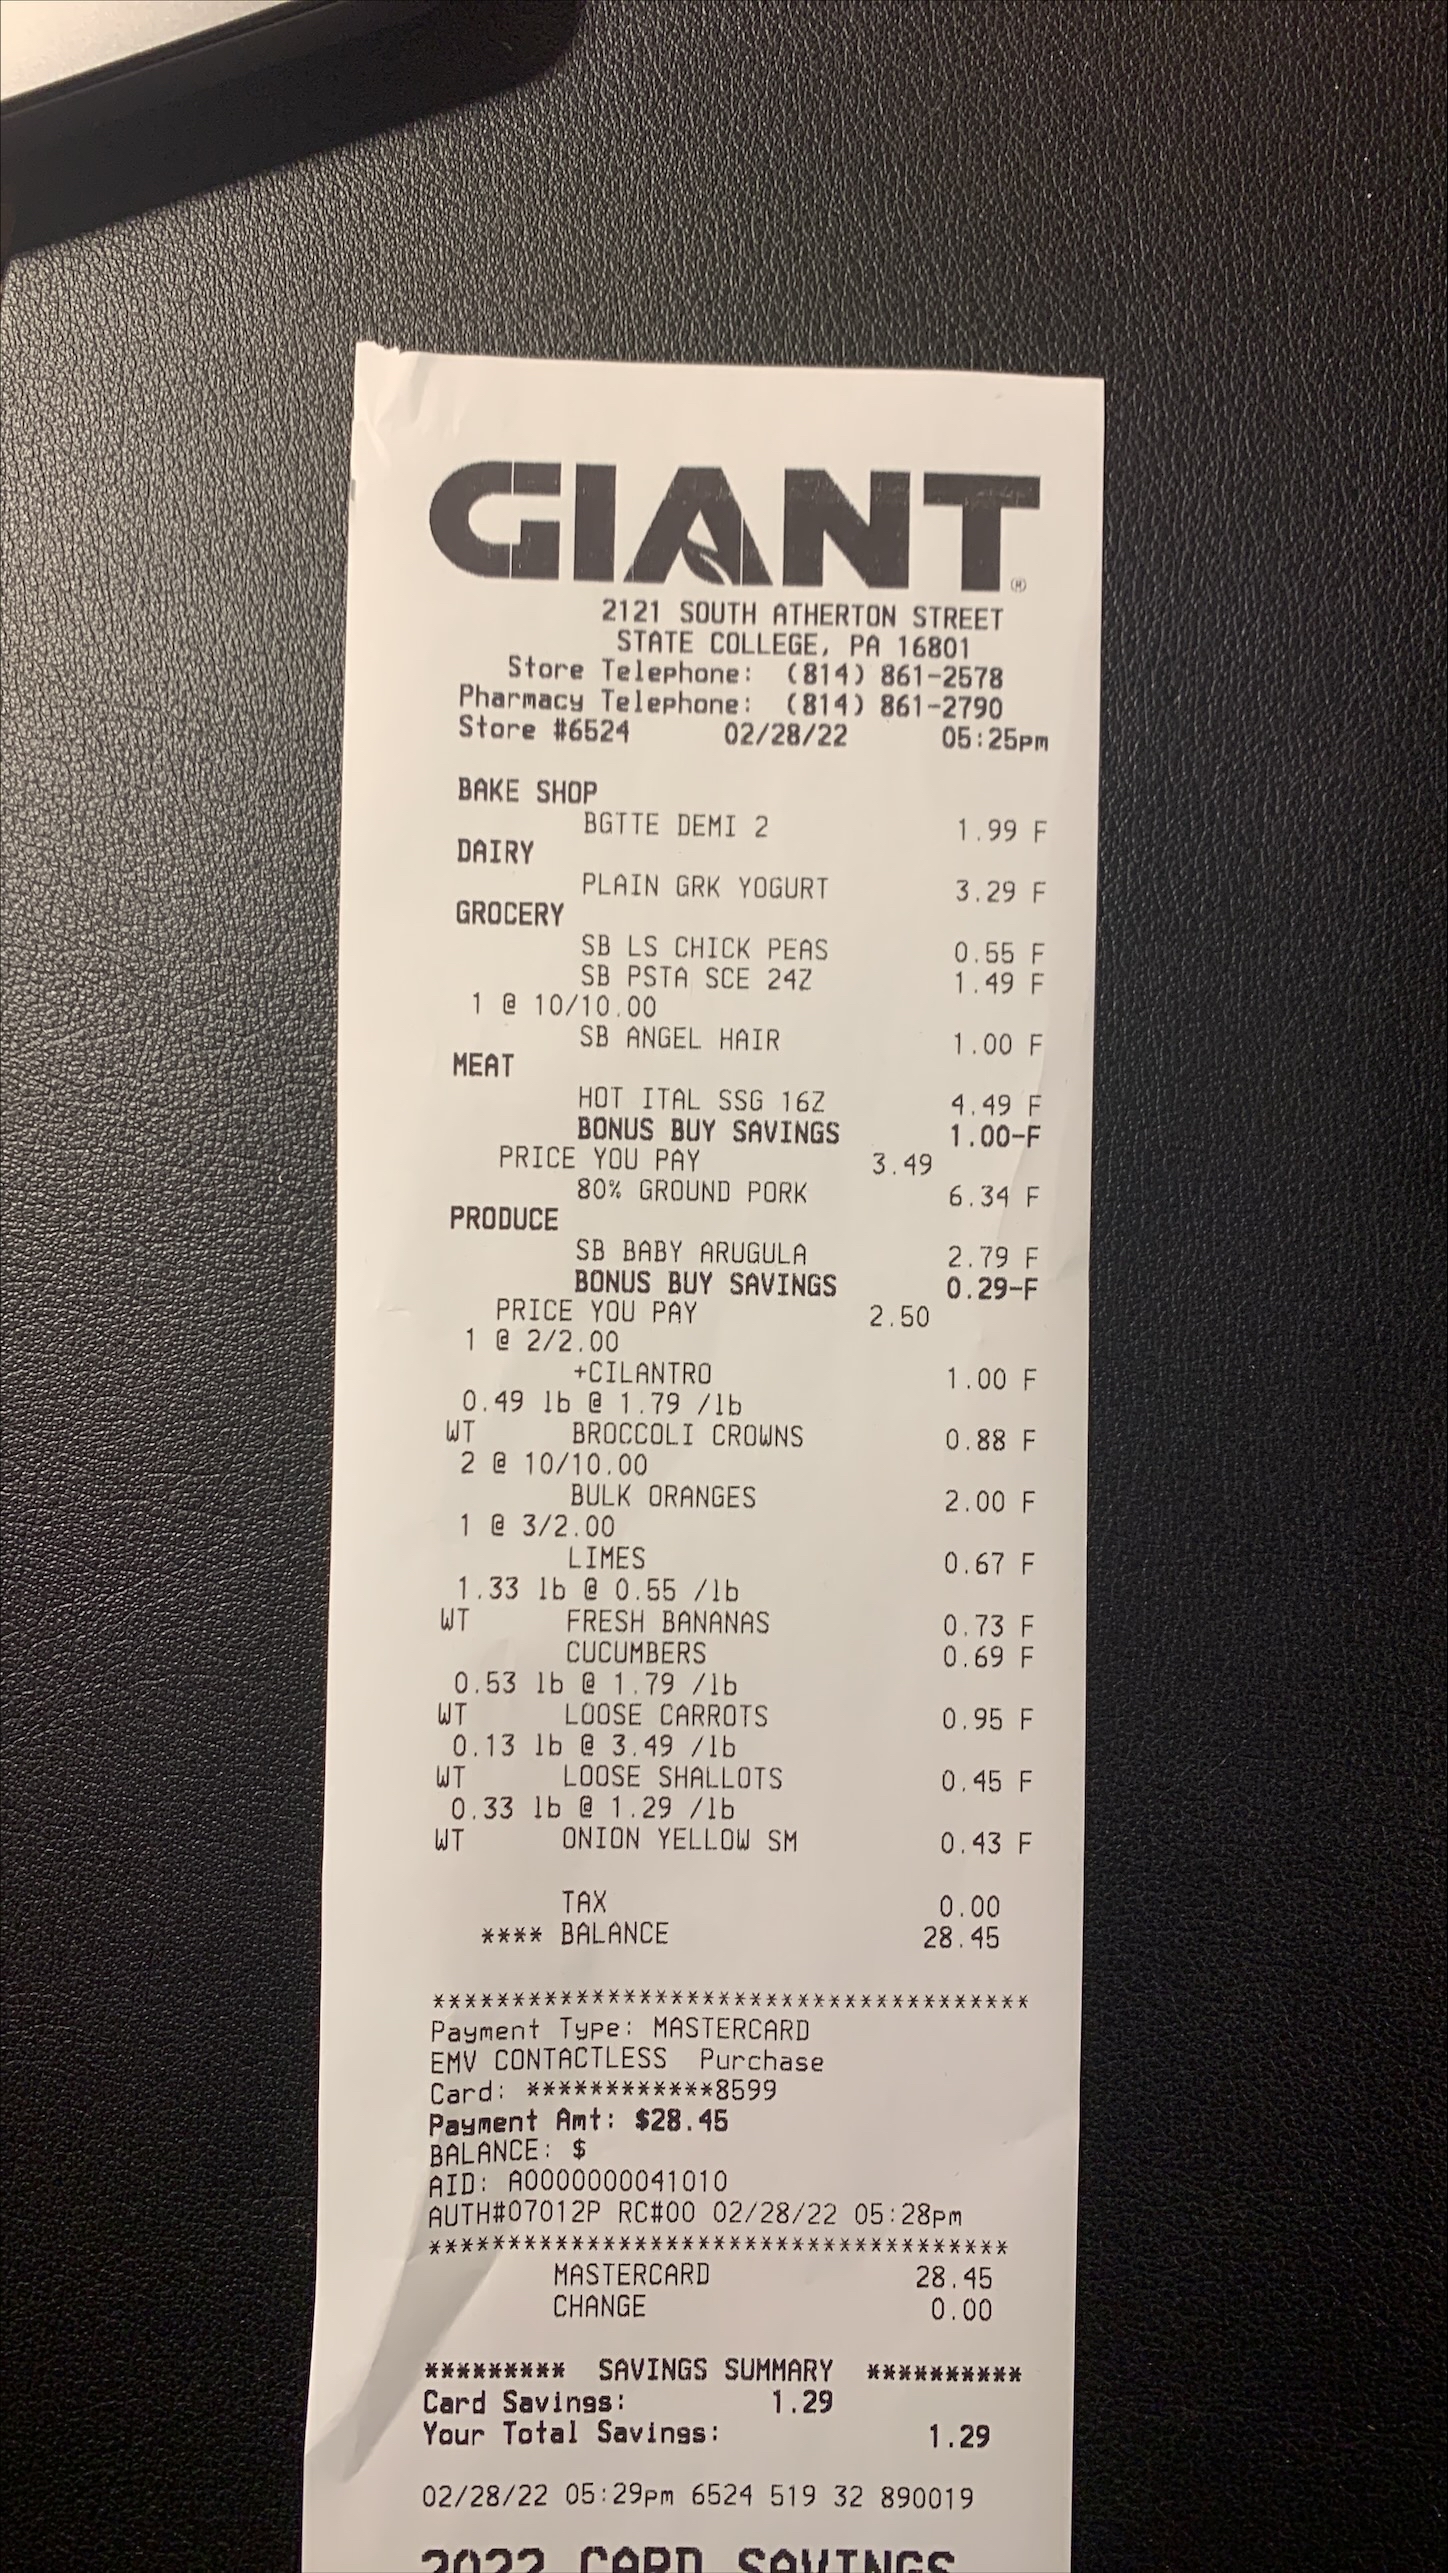 GIANT®
2121 SOUTH ATHERTON STREET
STATE COLLEGE, PA 16801
Store Telephone: (814) 861-2578
Pharmacy Telephone: (814) 861-2790
Store #6524 02/28/22 05:25pm
BAKE SHOP
BGTTE DEMI 2 1.99 F
DAIRY
PLAIN GRK YOGURT 3.29 F
GROCERY
SB LS CHICK PEAS 0.55 F
SB PSTA SCE 24Z 1.49 F
1 @ 10/10.00
SB ANGEL HAIR 1.00 F
MEAT
HOT ITAL SSG 16Z 4.49 F
BONUS BUY SAVINGS 1.00-F
PRICE YOU PAY 3.49
80% GROUND PORK 6.34 F
PRODUCE
SB BABY ARUGULA 2.79 F
BONUS BUY SAVINGS 0.29-F
PRICE YOU PAY 2.50
1 @ 2/2.00
+CILANTRO 1.00 F
0.49 lb @ 1.79 /lb
WT BROCCOLI CROWNS 0.88 F
2 @ 10/10.00
BULK ORANGES 2.00 F
1 @ 3/2.00
LIMES 0.67 F
1.33 lb @ 0.55 /lb
WT FRESH BANANAS 0.73 F
CUCUMBERS 0.69 F
0.53 lb @ 1.79 /lb
WT LOOSE CARROTS 0.95 F
0.13 lb @ 3.49 /lb
WT LOOSE SHALLOTS 0.45 F
0.33 lb @ 1.29 /lb
WT ONION YELLOW SM 0.43 F
TAX 0.00
**** BALANCE 28.45
**************************************
Payment Type: MASTERCARD
EMV CONTACTLESS Purchase
Card: ************8599
Payment Amt: $28.45
BALANCE: $
AID: A0000000041010
AUTH#07012P RC#00 02/28/22 05:28pm
*************************************
MASTERCARD 28.45
CHANGE 0.00
********* SAVINGS SUMMARY **********
Card Savings: 1.29
Your Total Savings: 1.29
02/28/22 05:29pm 6524 519 32 890019
2022 CARD SAVINGS